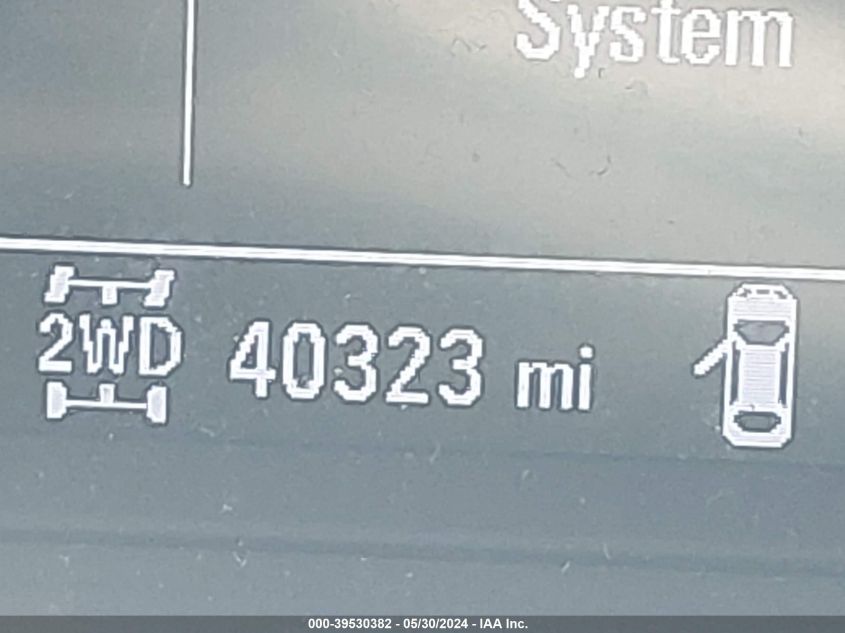 System
2WD 40323 mi
000-39530382 - 05/30/2024 - IAA Inc.